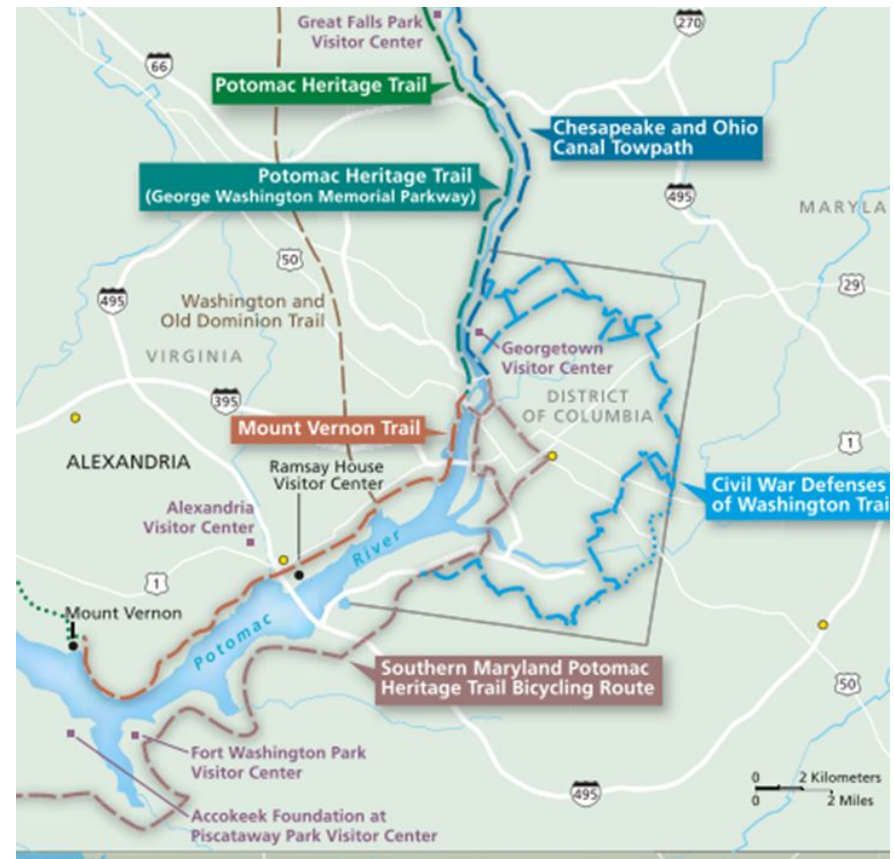 Great Falls Park
Visitor Center
270
66
Potomac Heritage Trail
Chesapeake and Ohio
Canal Towpath
Potomac Heritage Trail
(George Washington Memorial Parkway)
495
MARYLA
50
29
495
Washington and
Old Dominion Trail
VIRGINIA
Georgetown
Visitor Center
395
DISTRICT
OF COLUMBIA
Mount Vernon Trail
1
ALEXANDRIA
Ramsay House
Visitor Center
Civil War Defenses
of Washington Trai
Alexandria
Visitor Center
1
Potomac River
Mount Vernon
Southern Maryland Potomac
Heritage Trail Bicycling Route
50
Fort Washington Park
Visitor Center
0 2 Kilometers
0 2 Miles
495
Accokeek Foundation at
Piscataway Park Visitor Center